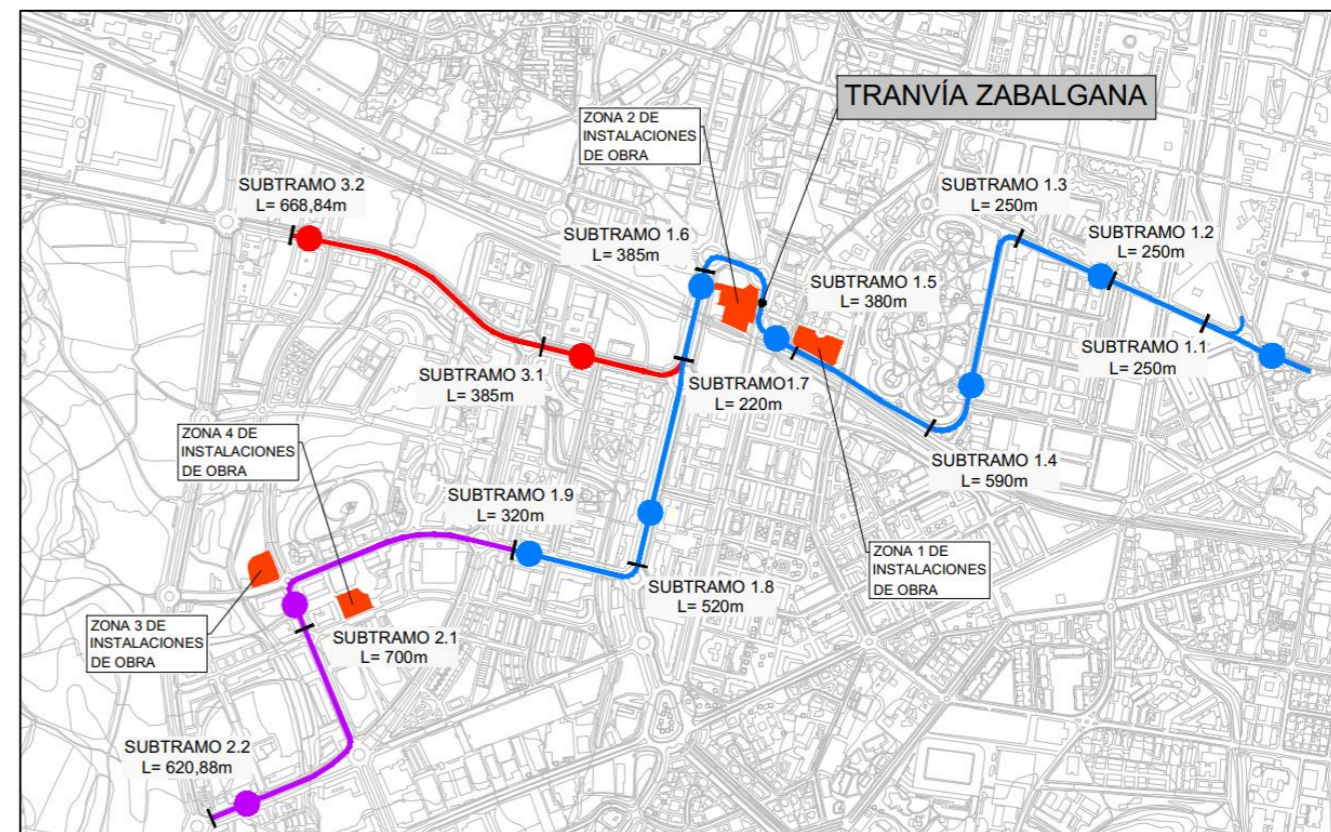 TRANVÍA ZABALGANA
ZONA 2 DE
INSTALACIONES
DE OBRA
SUBTRAMO 3.2
L= 668,84m
SUBTRAMO 1.3
L= 250m
SUBTRAMO 1.6
L= 385m
SUBTRAMO 1.2
L= 250m
SUBTRAMO 1.5
L= 380m
SUBTRAMO 1.1
L= 250m
SUBTRAMO 3.1
L= 385m
SUBTRAMO1.7
L= 220m
ZONA 4 DE
INSTALACIONES
DE OBRA
SUBTRAMO 1.4
L= 590m
SUBTRAMO 1.9
L= 320m
ZONA 1 DE
INSTALACIONES
DE OBRA
SUBTRAMO 1.8
L= 520m
ZONA 3 DE
INSTALACIONES
DE OBRA
SUBTRAMO 2.1
L= 700m
SUBTRAMO 2.2
L= 620,88m